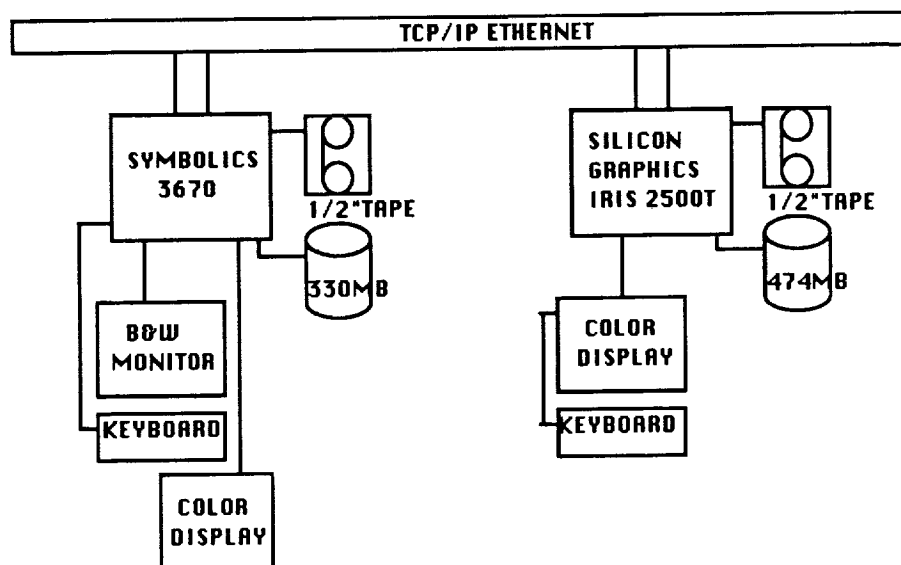 TCP/IP ETHERNET
SYMBOLICS
3670
1/2"TAPE
330MB
B&W
MONITOR
KEYBOARD
COLOR
DISPLAY
SILICON
GRAPHICS
IRIS 2500T
1/2"TAPE
474MB
COLOR
DISPLAY
KEYBOARD